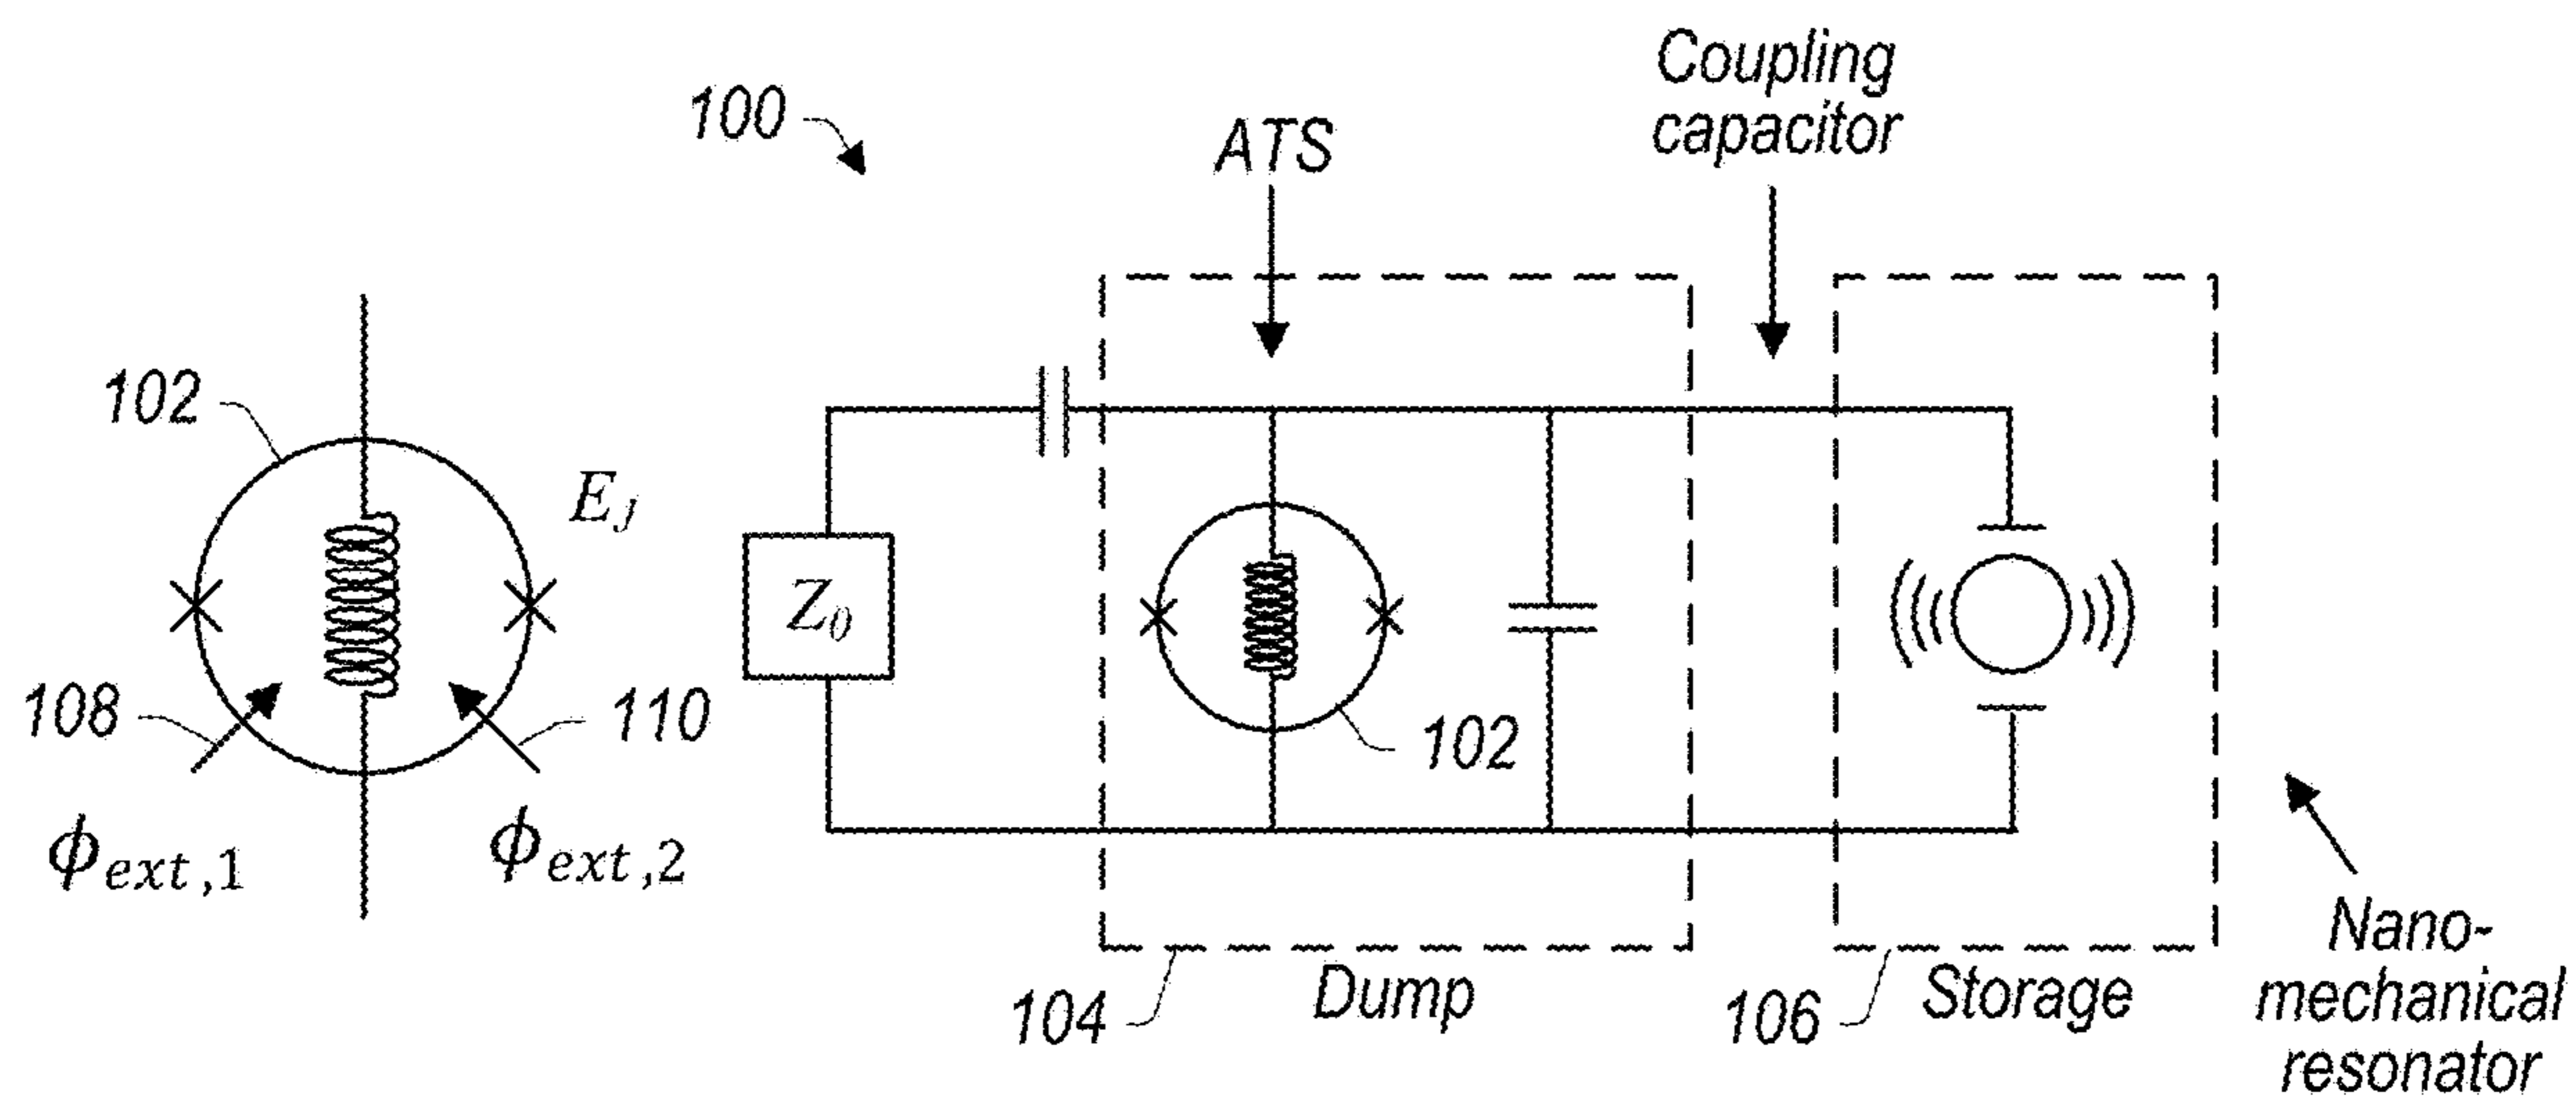 100
ATS
Coupling
capacitor
102
E_J
Z_0
108
110
102
ϕ_ext,1
ϕ_ext,2
104
Dump
106
Storage
Nano-
mechanical
resonator